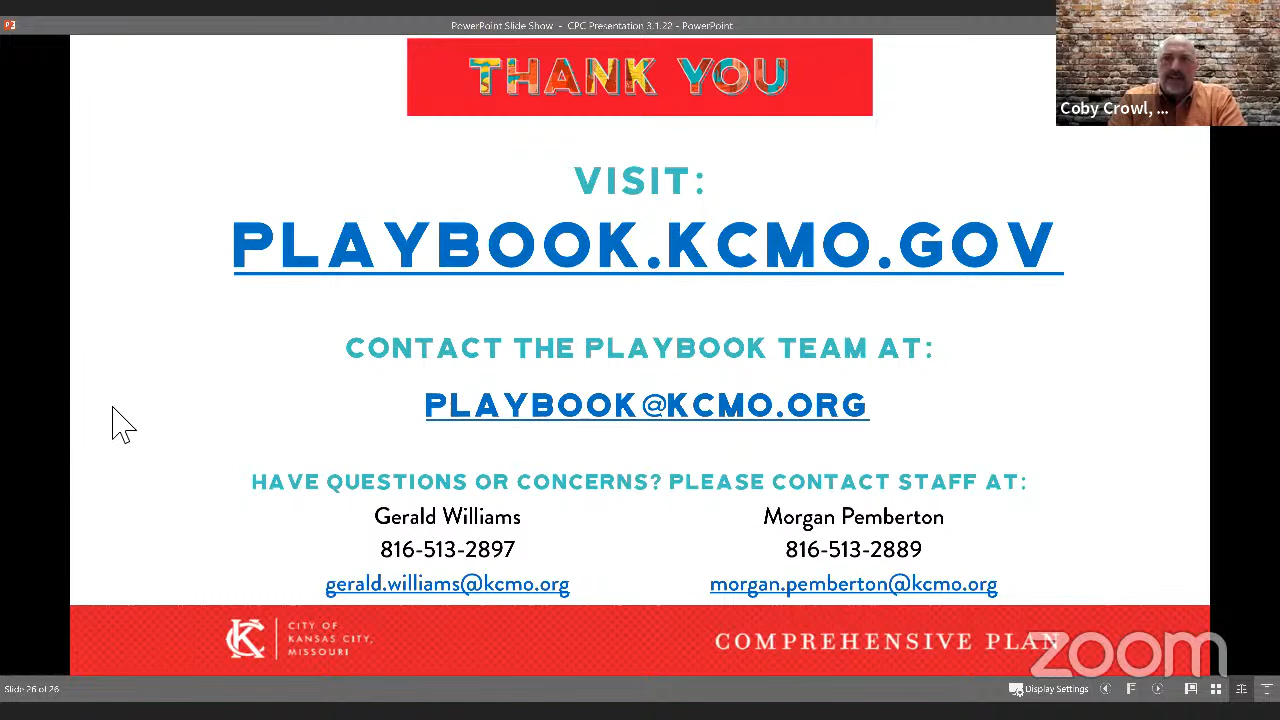 PowerPoint Slide Show - CPC Presentation 3.1.22 - PowerPoint
THANK YOU
Coby Crowl, ...
VISIT:
PLAYBOOK.KCMO.GOV
CONTACT THE PLAYBOOK TEAM AT:
PLAYBOOK@KCMO.ORG
HAVE QUESTIONS OR CONCERNS? PLEASE CONTACT STAFF AT:
Gerald Williams
816-513-2897
gerald.williams@kcmo.org
Morgan Pemberton
816-513-2889
morgan.pemberton@kcmo.org
KC
CITY OF
KANSAS CITY,
MISSOURI
COMPREHENSIVE PLAN
zoom
Slide 26 of 26
Display Settings